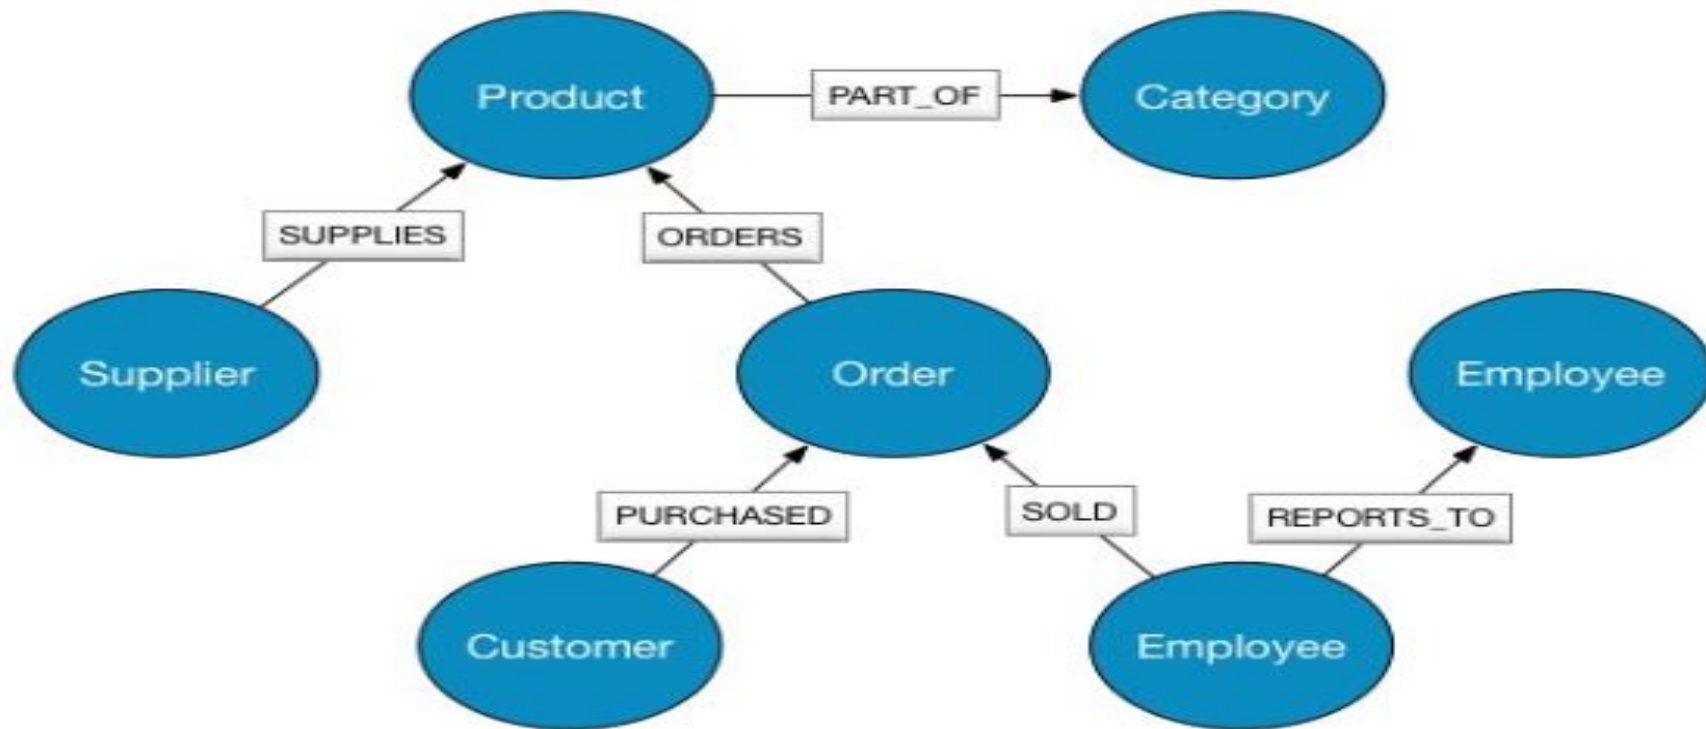 Product
PART_OF
Category
SUPPLIES
ORDERS
Supplier
Order
Employee
PURCHASED
SOLD
REPORTS_TO
Customer
Employee